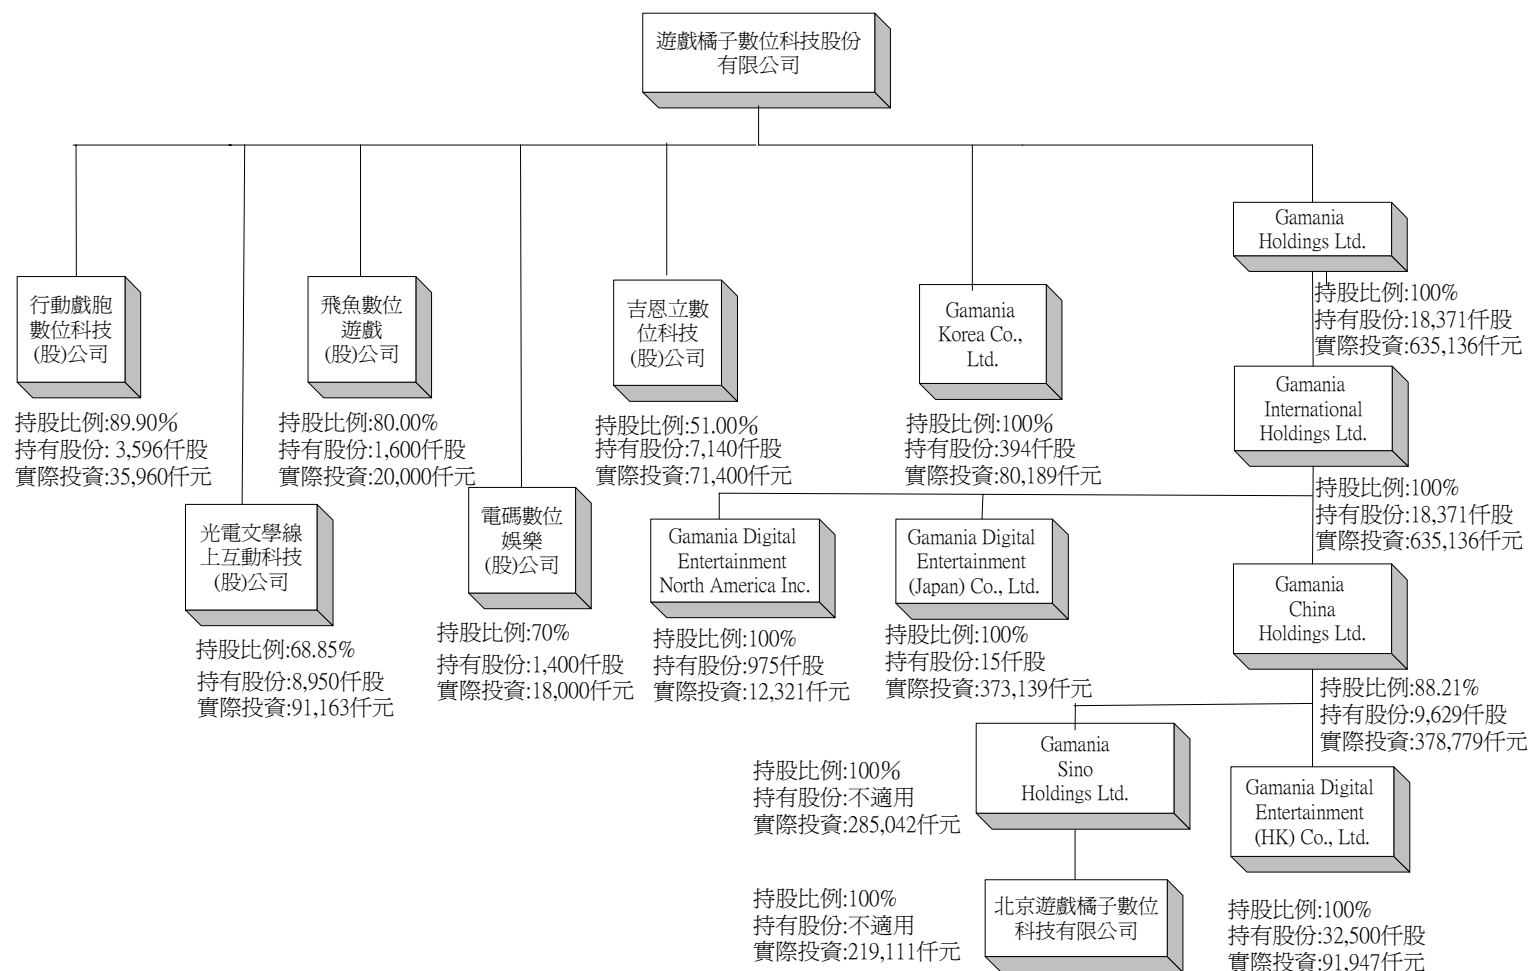 遊戲橘子數位科技股份
有限公司
Gamania
Holdings Ltd.
持股比例:100%
持有股份:18,371仟股
實際投資:635,136仟元
行動戲胞
數位科技
(股)公司
持股比例:89.90%
持有股份: 3,596仟股
實際投資:35,960仟元
飛魚數位
遊戲
(股)公司
持股比例:80.00%
持有股份:1,600仟股
實際投資:20,000仟元
吉恩立數
位科技
(股)公司
持股比例:51.00%
持有股份:7,140仟股
實際投資:71,400仟元
Gamania
Korea Co.,
Ltd.
持股比例:100%
持有股份:394仟股
實際投資:80,189仟元
Gamania
International
Holdings Ltd.
持股比例:100%
持有股份:18,371仟股
實際投資:635,136仟元
光電文學線
上互動科技
(股)公司
持股比例:68.85%
持有股份:8,950仟股
實際投資:91,163仟元
電碼數位
娛樂
(股)公司
持股比例:70%
持有股份:1,400仟股
實際投資:18,000仟元
Gamania Digital
Entertainment
North America Inc.
持股比例:100%
持有股份:975仟股
實際投資:12,321仟元
Gamania Digital
Entertainment
(Japan) Co., Ltd.
持股比例:100%
持有股份:15仟股
實際投資:373,139仟元
Gamania
China
Holdings Ltd.
持股比例:88.21%
持有股份:9,629仟股
實際投資:378,779仟元
Gamania
Sino
Holdings Ltd.
持股比例:100%
持有股份:不適用
實際投資:285,042仟元
Gamania Digital
Entertainment
(HK) Co., Ltd.
持股比例:100%
持有股份:32,500仟股
實際投資:91,947仟元
北京遊戲橘子數位
科技有限公司
持股比例:100%
持有股份:不適用
實際投資:219,111仟元